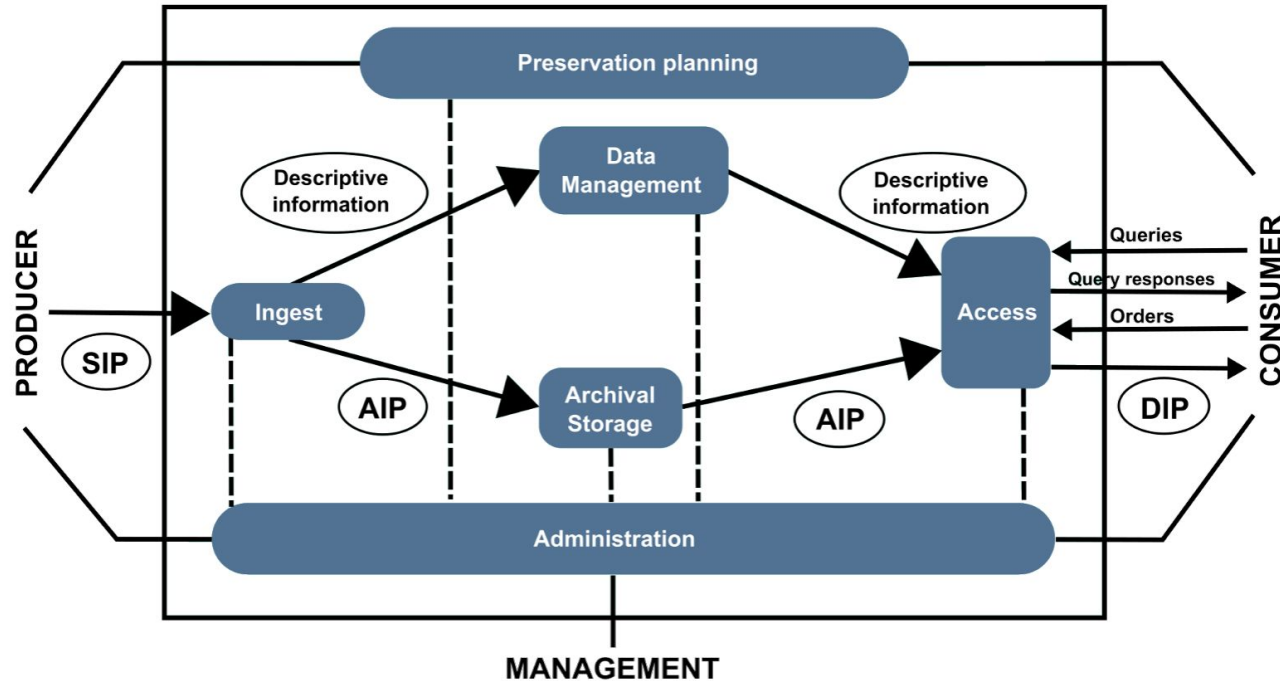 Preservation planning
Data
Management
Descriptive
information
Descriptive
information
PRODUCER
SIP
Ingest
AIP
Archival
Storage
AIP
Access
Queries
Query responses
Orders
DIP
CONSUMER
Administration
MANAGEMENT